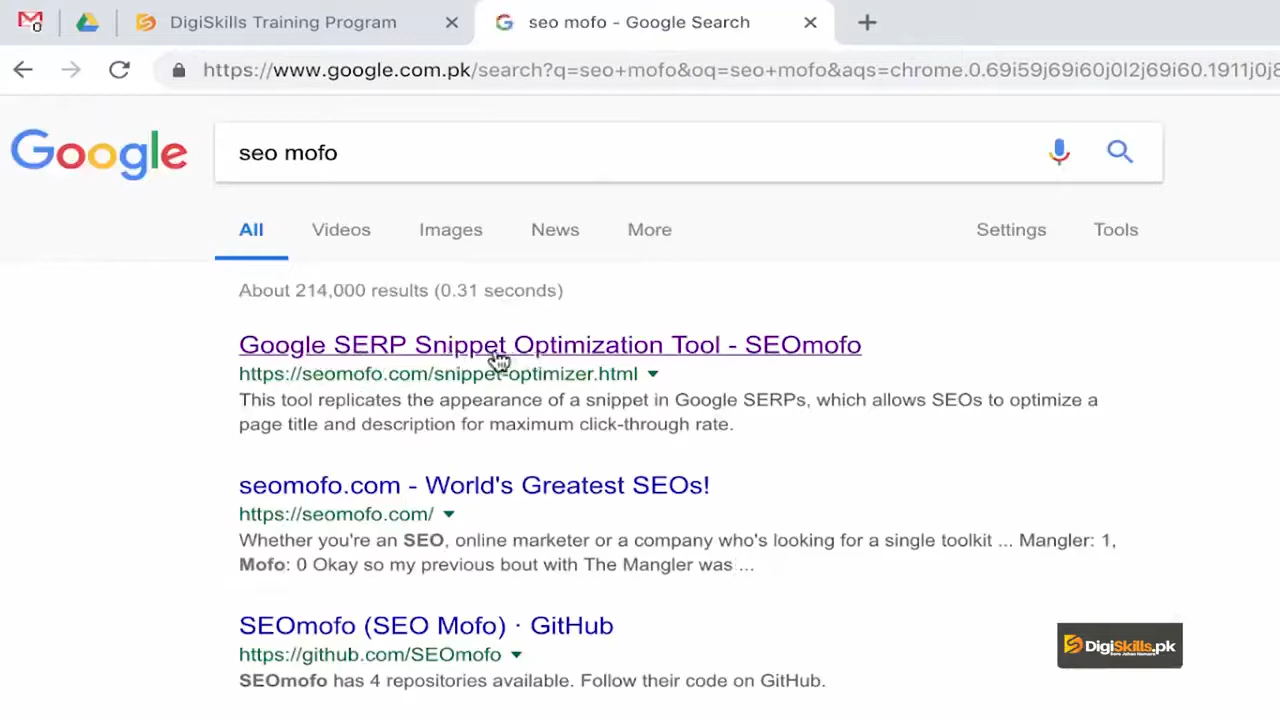 DigiSkills Training Program
seo mofo - Google Search
https://www.google.com.pk/search?q=seo+mofo&oq=seo+mofo&aqs=chrome.0.69i59j69i60j0l2j69i60.1911j0j8
Google
seo mofo
All Videos Images News More Settings Tools
About 214,000 results (0.31 seconds)
Google SERP Snippet Optimization Tool - SEOmofo
https://seomofo.com/snippet-optimizer.html
This tool replicates the appearance of a snippet in Google SERPs, which allows SEOs to optimize a
page title and description for maximum click-through rate.
seomofo.com - World's Greatest SEOs!
https://seomofo.com/
Whether you're an SEO, online marketer or a company who's looking for a single toolkit ... Mangler: 1,
Mofo: 0 Okay so my previous bout with The Mangler was ...
SEOmofo (SEO Mofo) · GitHub
https://github.com/SEOmofo
SEOmofo has 4 repositories available. Follow their code on GitHub.
DigiSkills.pk